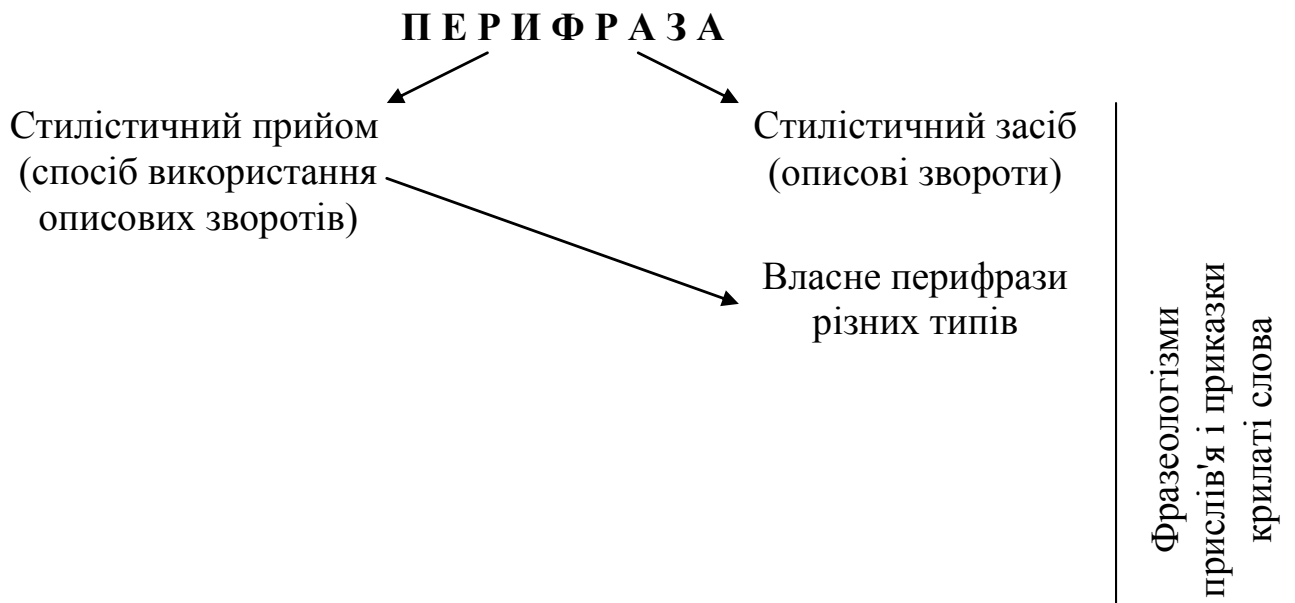 П Е Р И Ф Р А З А
Стилістичний прийом
(спосіб використання
описових зворотів)
Стилістичний засіб
(описові звороти)
Власне перифрази
різних типів
Фразеологізми
прислів'я і приказки
крилаті слова